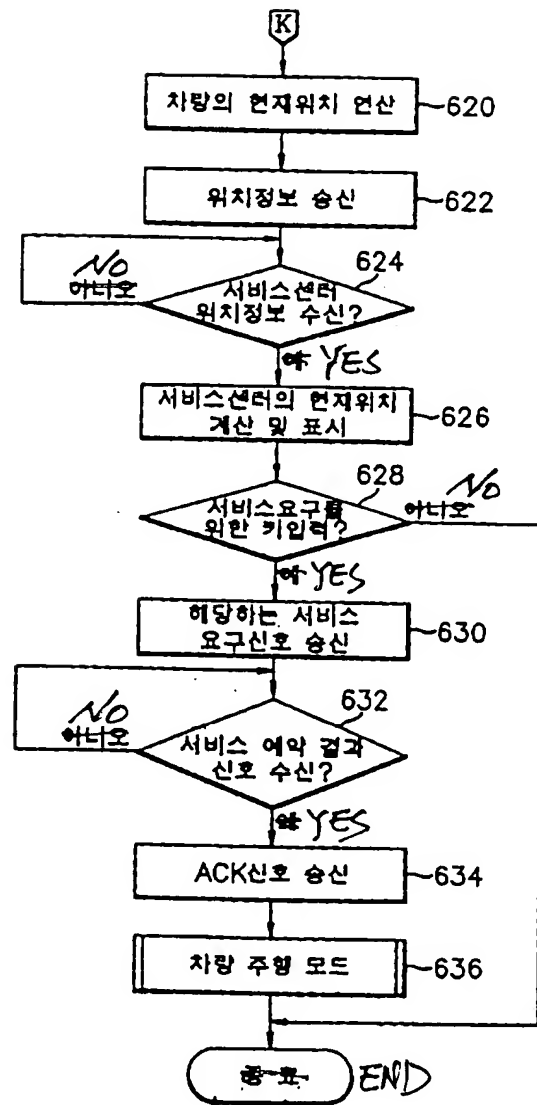 K
차량의 현재위치 연산
620
위치정보 송신
622
NO
아니오
624
서비스센터
위치정보 수신?
예 YES
서비스센터의 현재위치
계산 및 표시
626
628
NO
아니오
서비스요구를
위한 키입력?
예 YES
해당하는 서비스
요구신호 송신
630
NO
아니오
632
서비스 예약 결과
신호 수신?
예 YES
ACK신호 송신
634
차량 주행 모드
636
종료 END